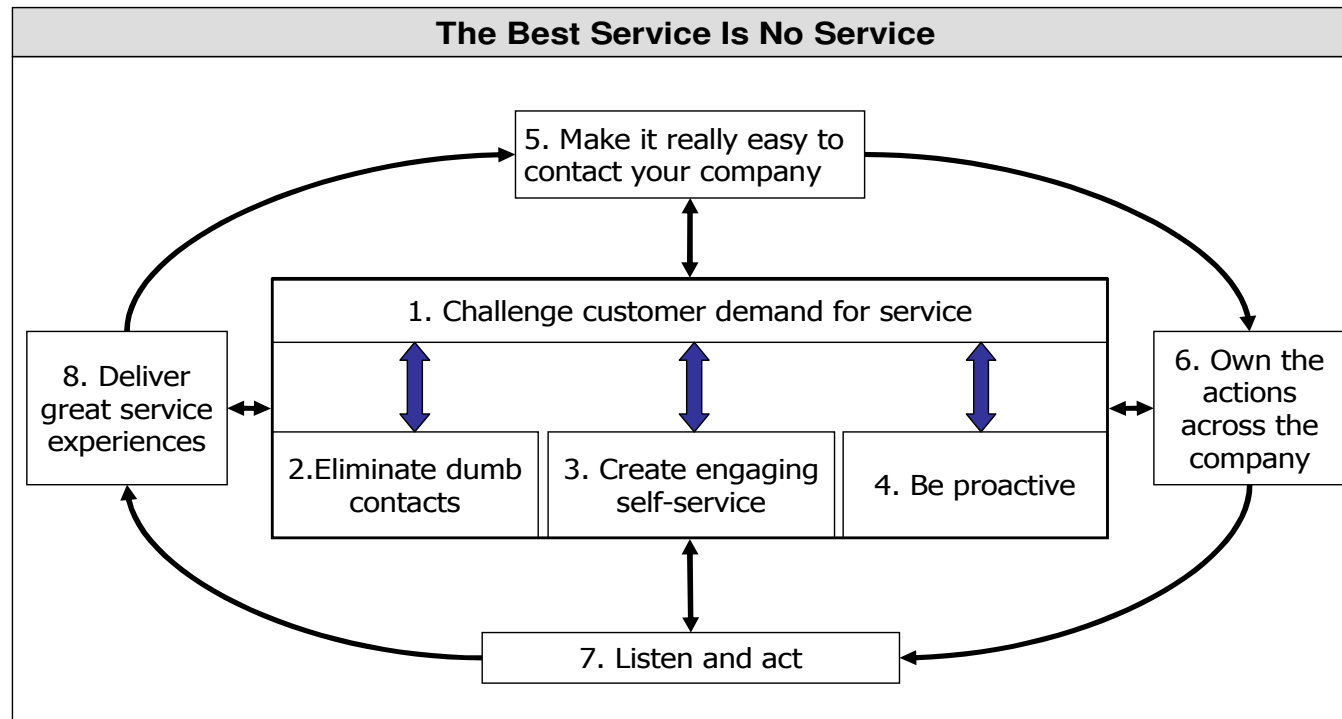 The Best Service Is No Service
5. Make it really easy to
contact your company
1. Challenge customer demand for service
8. Deliver
great service
experiences
6. Own the
actions
across the
company
2.Eliminate dumb
contacts
3. Create engaging
self-service
4. Be proactive
7. Listen and act